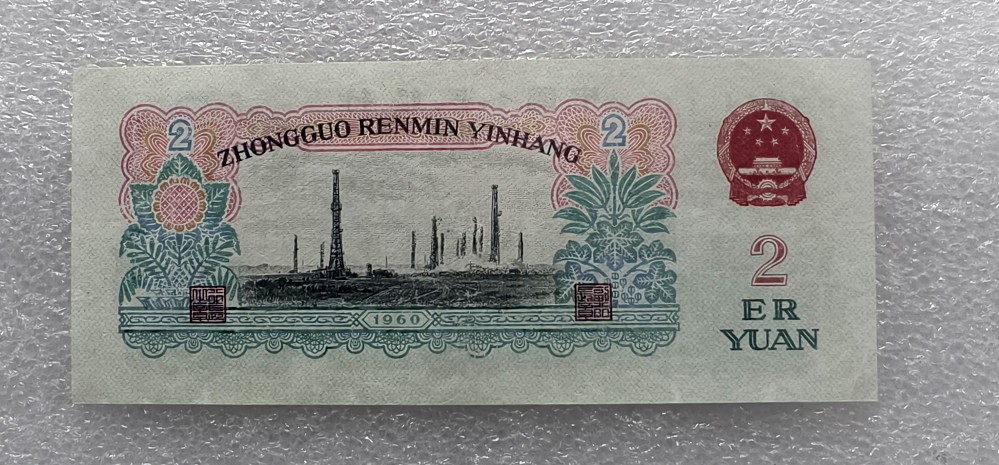 2
2
ZHONGGUO RENMIN YINHANG
1960
2
ER
YUAN